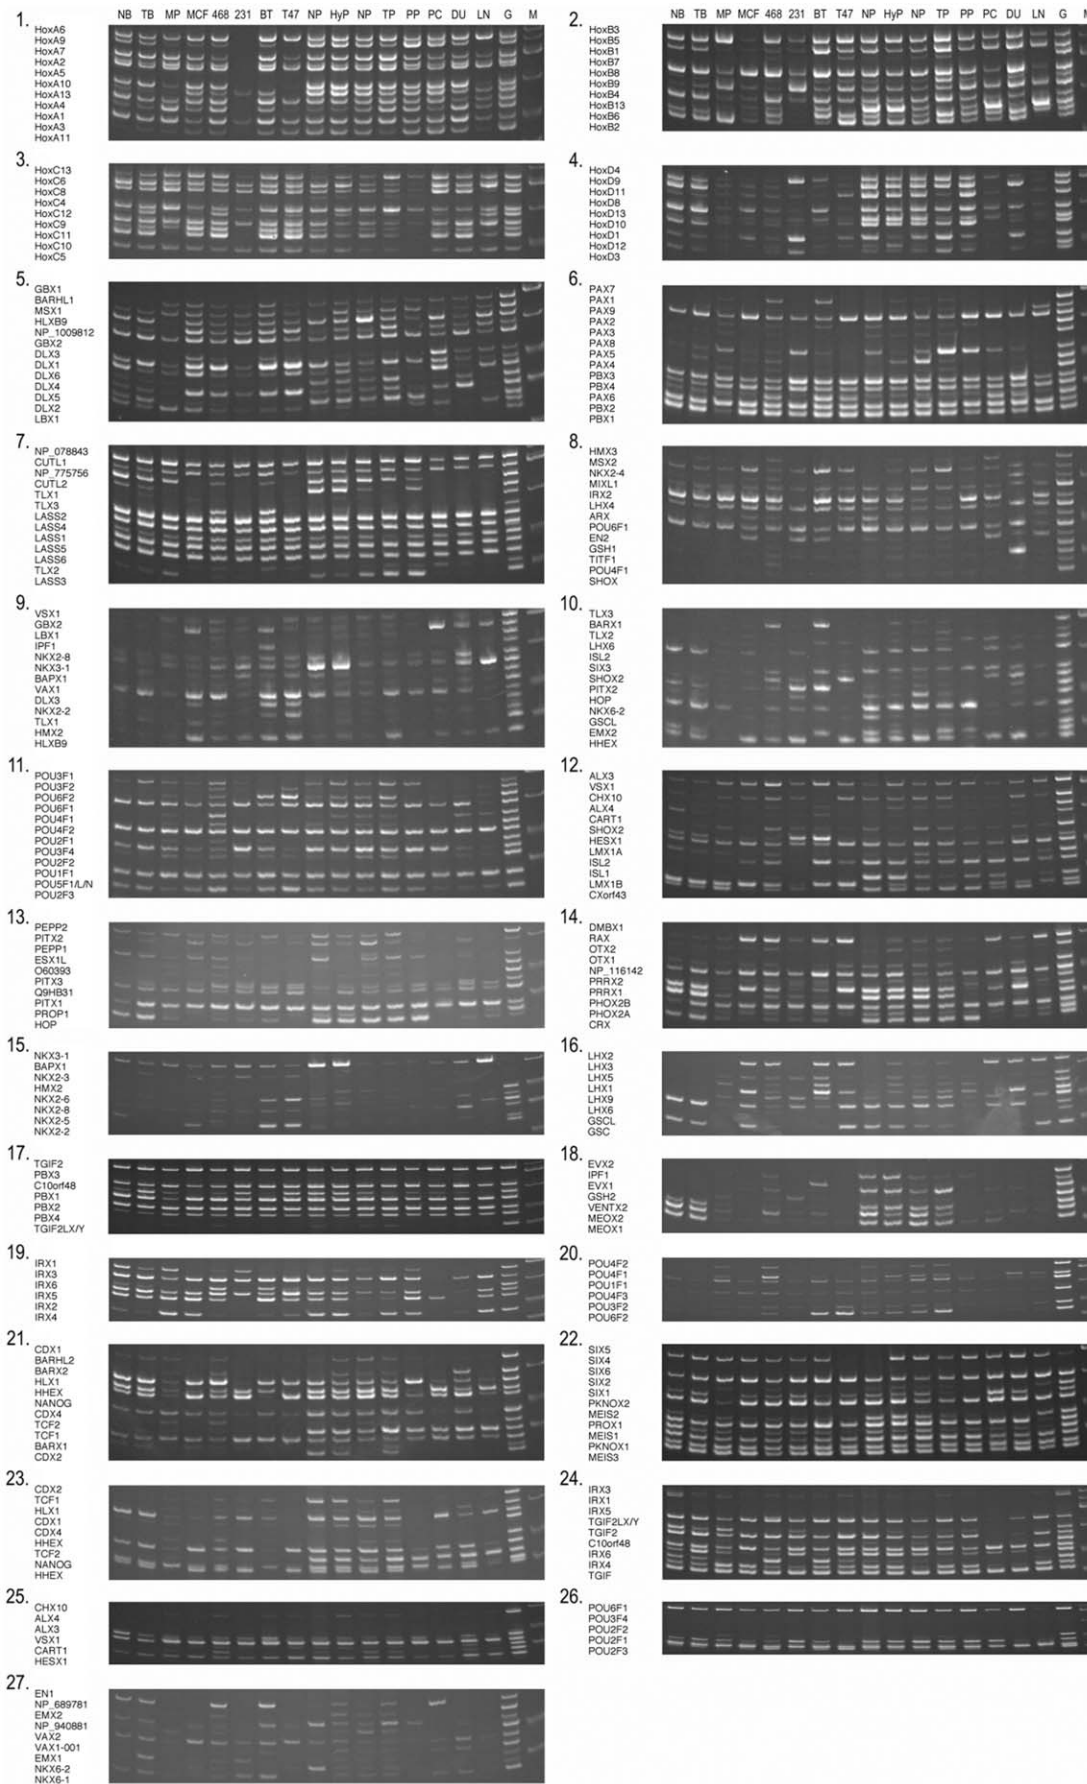 NB TB MP MCF 468 231 BT T47 NP HyP NP TP PP PC DU LN G M
1.
HoxA6
HoxA9
HoxA7
HoxA2
HoxA5
HoxA10
HoxA13
HoxA4
HoxA1
HoxA3
HoxA11
NB TB MP MCF 468 231 BT T47 NP HyP NP TP PP PC DU LN G
2.
HoxB3
HoxB5
HoxB1
HoxB7
HoxB8
HoxB9
HoxB4
HoxB13
HoxB6
HoxB2
3.
HoxC13
HoxC6
HoxC8
HoxC4
HoxC12
HoxC9
HoxC11
HoxC10
HoxC5
4.
HoxD4
HoxD9
HoxD11
HoxD8
HoxD13
HoxD10
HoxD1
HoxD12
HoxD3
5.
GBX1
BARHL1
MSX1
HLXB9
NP_1009812
GBX2
DLX3
DLX1
DLX6
DLX4
DLX5
DLX2
LBX1
6.
PAX7
PAX1
PAX9
PAX2
PAX3
PAX8
PAX5
PAX4
PBX3
PBX4
PAX6
PBX2
PBX1
7.
NP_078843
CUTL1
NP_775756
CUTL2
TLX1
TLX3
LASS2
LASS4
LASS1
LASS5
LASS6
TLX2
LASS3
8.
HMX3
MSX2
NKX2-4
MIXL1
IRX2
LHX4
ARX
POU6F1
EN2
GSH1
TITF1
POU4F1
SHOX
9.
VSX1
GBX2
LBX1
IPF1
NKX2-8
NKX3-1
BAPX1
VAX1
DLX3
NKX2-2
TLX1
HMX2
HLXB9
10.
TLX3
BARX1
TLX2
LHX6
ISL2
SIX3
SHOX2
PITX2
HOP
NKX6-2
GSCL
EMX2
HHEX
11.
POU3F1
POU3F2
POU6F2
POU6F1
POU4F1
POU4F2
POU2F1
POU3F4
POU2F2
POU1F1
POU5F1/L/N
POU2F3
12.
ALX3
VSX1
CHX10
ALX4
CART1
SHOX2
HESX1
LMX1A
ISL2
ISL1
LMX1B
CXorf43
13.
PEPP2
PITX2
PEPP1
ESX1L
O60393
PITX3
Q9HB31
PITX1
PROP1
HOP
14.
DMBX1
RAX
OTX2
OTX1
NP_116142
PRRX2
PRRX1
PHOX2B
PHOX2A
CRX
15.
NKX3-1
BAPX1
NKX2-3
HMX2
NKX2-6
NKX2-8
NKX2-5
NKX2-2
16.
LHX2
LHX3
LHX5
LHX1
LHX9
LHX6
GSCL
GSC
17.
TGIF2
PBX3
C10orf48
PBX1
PBX2
PBX4
TGIF2LX/Y
18.
EVX2
IPF1
EVX1
GSH2
VENTX2
MEOX2
MEOX1
19.
IRX1
IRX3
IRX6
IRX5
IRX2
IRX4
20.
POU4F2
POU4F1
POU1F1
POU4F3
POU3F2
POU6F2
21.
CDX1
BARHL2
BARX2
HLX1
HHEX
NANOG
CDX4
TCF2
TCF1
BARX1
CDX2
22.
SIX5
SIX4
SIX6
SIX2
SIX1
PKNOX2
MEIS2
PROX1
MEIS1
PKNOX1
MEIS3
23.
CDX2
TCF1
HLX1
CDX1
CDX4
HHEX
TCF2
NANOG
HHEX
24.
IRX3
IRX1
IRX5
TGIF2LX/Y
TGIF2
C10orf48
IRX6
IRX4
TGIF
25.
CHX10
ALX4
ALX3
VSX1
CART1
HESX1
26.
POU6F1
POU3F4
POU2F2
POU2F1
POU2F3
27.
EN1
NP_689781
EMX2
NP_940881
VAX2
VAX1-001
EMX1
NKX6-2
NKX6-1